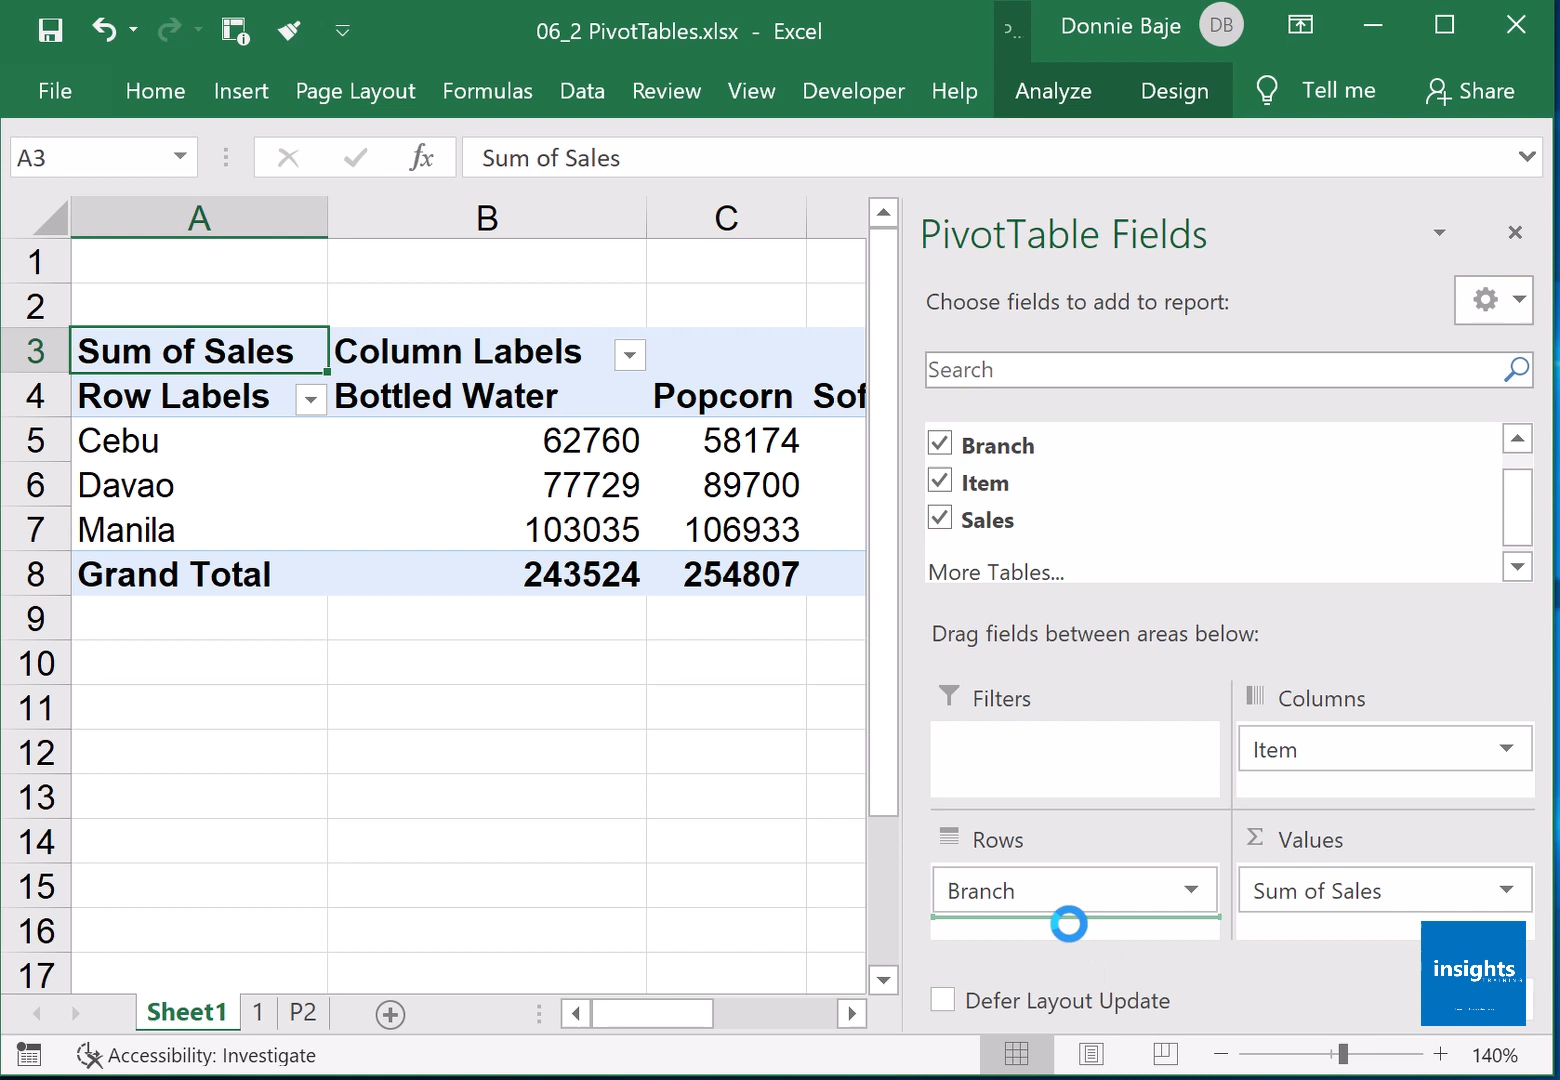 06_2 PivotTables.xlsx - Excel
Donnie Baje DB
File Home Insert Page Layout Formulas Data Review View Developer Help Analyze Design Tell me Share
A3 fx Sum of Sales
A B C
1
2
3 Sum of Sales Column Labels
4 Row Labels Bottled Water Popcorn Sof
5 Cebu 62760 58174
6 Davao 77729 89700
7 Manila 103035 106933
8 Grand Total 243524 254807
9
10
11
12
13
14
15
16
17
PivotTable Fields
Choose fields to add to report:
Search
Branch
Item
Sales
More Tables...
Drag fields between areas below:
Filters
Columns
Item
Rows
Σ Values
Branch
Sum of Sales
insights
Defer Layout Update
Sheet1 1 P2
Accessibility: Investigate
140%